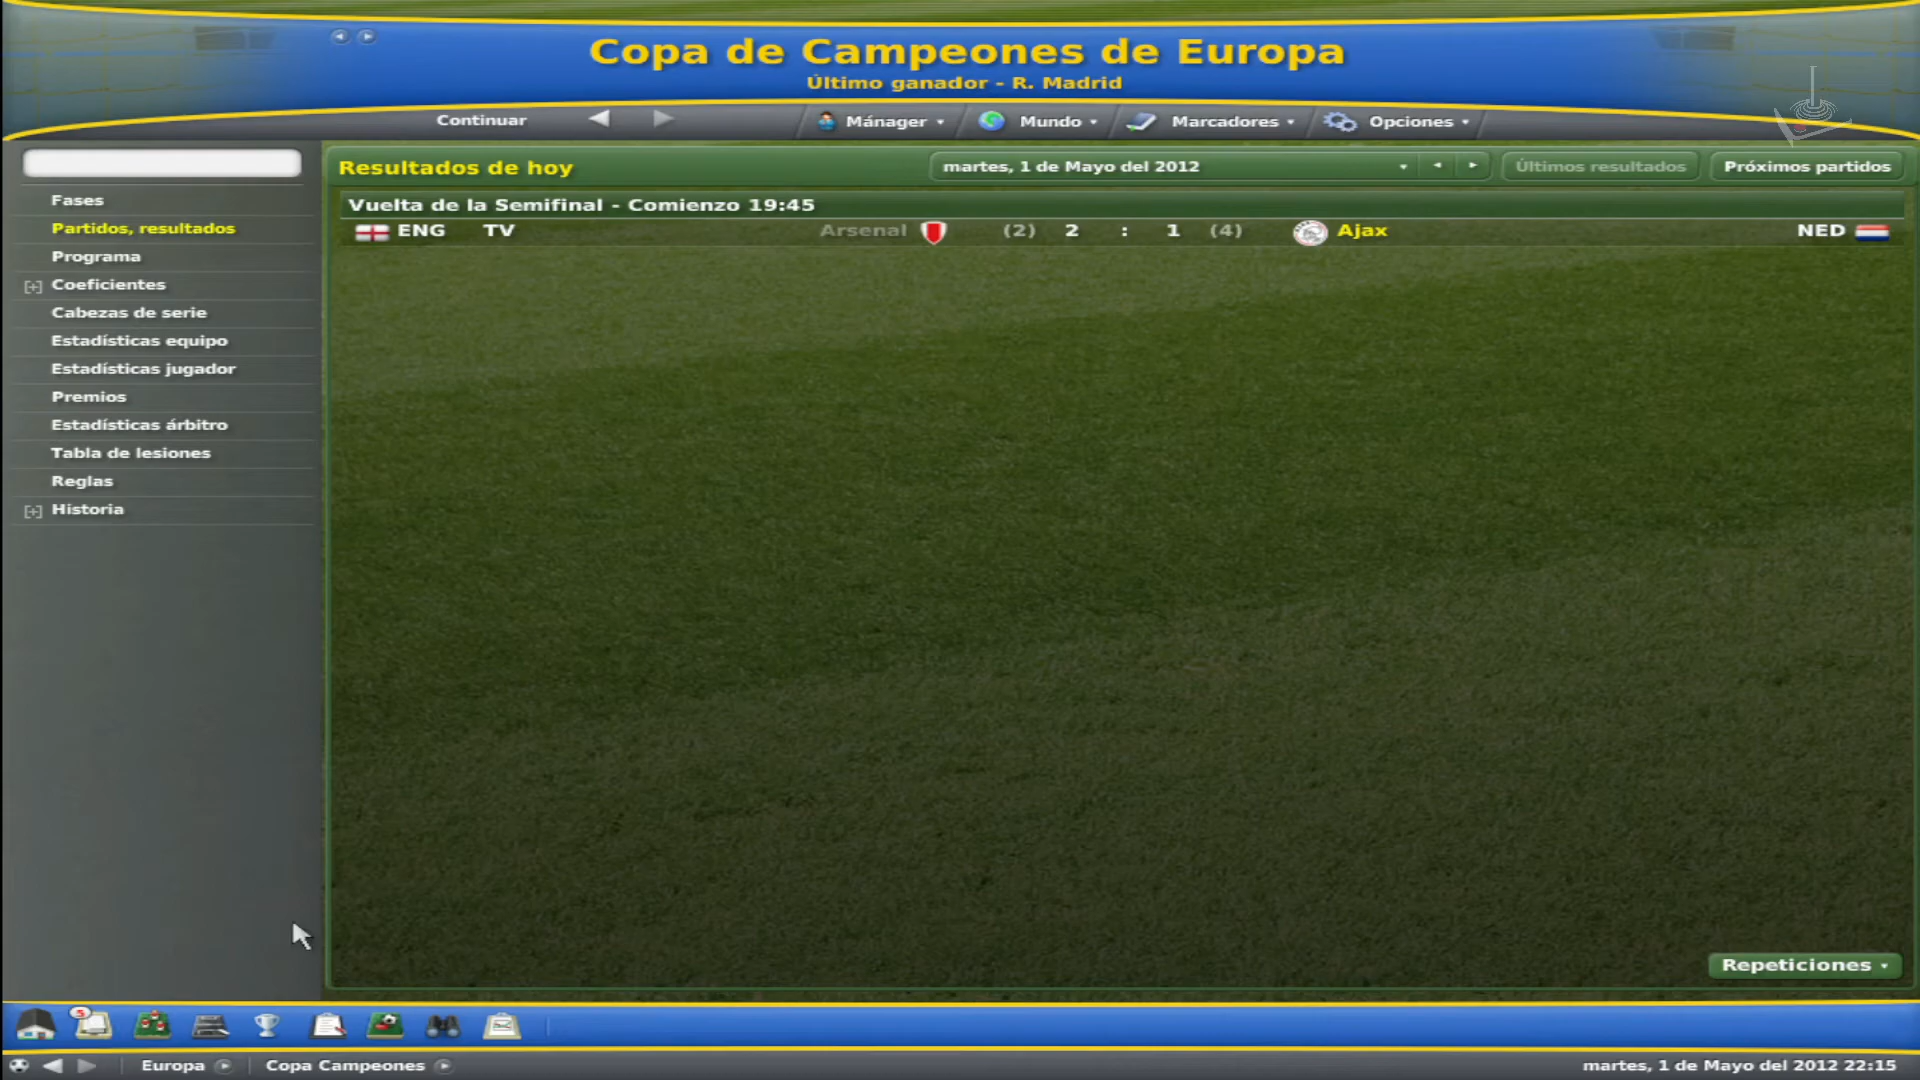 Copa de Campeones de Europa
Último ganador - R. Madrid
Continuar
Mánager
Mundo
Marcadores
Opciones
Resultados de hoy
martes, 1 de Mayo del 2012
Últimos resultados
Próximos partidos
Fases
Partidos, resultados
Programa
[+] Coeficientes
Cabezas de serie
Estadísticas equipo
Estadísticas jugador
Premios
Estadísticas árbitro
Tabla de lesiones
Reglas
[+] Historia
Vuelta de la Semifinal - Comienzo 19:45
ENG TV Arsenal (2) 2 : 1 (4) Ajax NED
Repeticiones
5
Europa
Copa Campeones
martes, 1 de Mayo del 2012 22:15